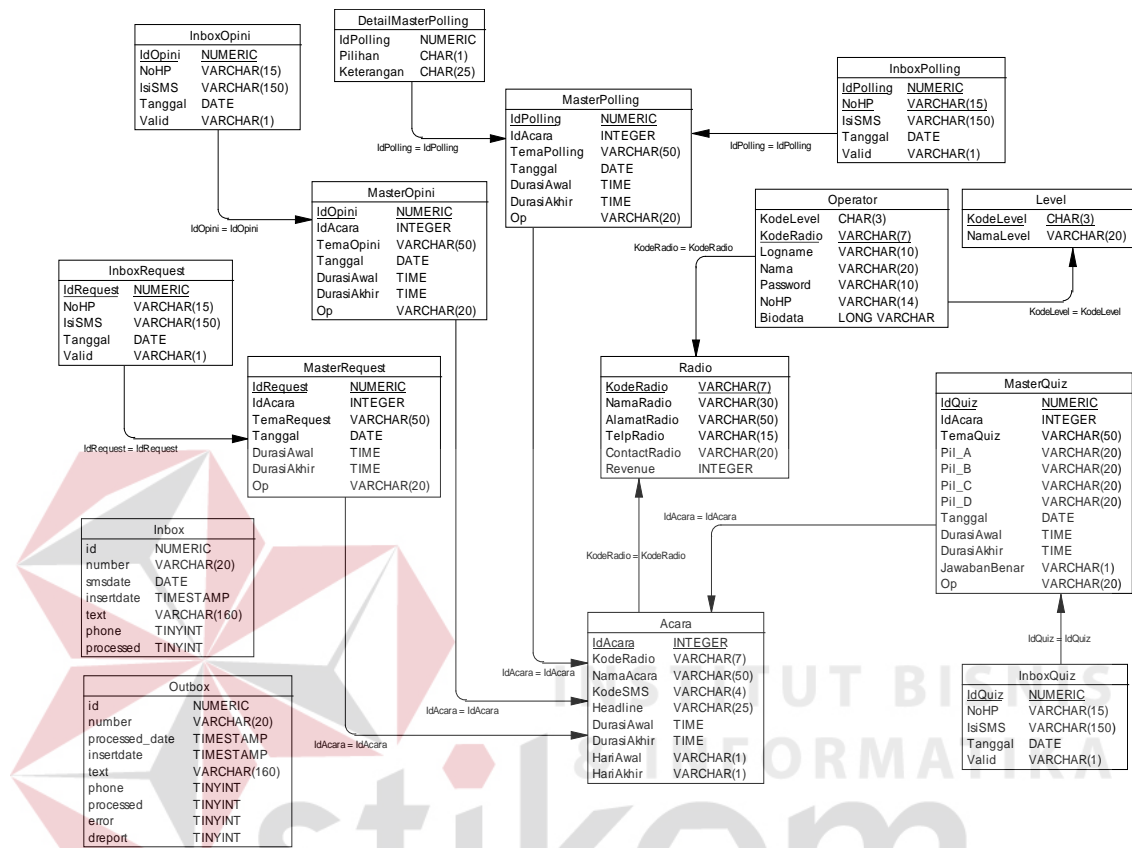 DetailMasterPolling
IdPolling NUMERIC
Pilihan CHAR(1)
Keterangan CHAR(25)
InboxOpini
IdOpini NUMERIC
NoHP VARCHAR(15)
IsiSMS VARCHAR(150)
Tanggal DATE
Valid VARCHAR(1)
InboxPolling
IdPolling NUMERIC
NoHP VARCHAR(15)
IsiSMS VARCHAR(150)
Tanggal DATE
Valid VARCHAR(1)
MasterPolling
IdPolling NUMERIC
IdAcara INTEGER
TemaPolling VARCHAR(50)
Tanggal DATE
DurasiAwal TIME
DurasiAkhir TIME
Op VARCHAR(20)
IdPolling = IdPolling
IdPolling = IdPolling
MasterOpini
IdOpini NUMERIC
IdAcara INTEGER
TemaOpini VARCHAR(50)
Tanggal DATE
DurasiAwal TIME
DurasiAkhir TIME
Op VARCHAR(20)
IdOpini = IdOpini
Operator
KodeLevel CHAR(3)
KodeRadio VARCHAR(7)
Logname VARCHAR(10)
Nama VARCHAR(20)
Password VARCHAR(10)
NoHP VARCHAR(14)
Biodata LONG VARCHAR
Level
KodeLevel CHAR(3)
NamaLevel VARCHAR(20)
KodeRadio = KodeRadio
KodeLevel = KodeLevel
InboxRequest
IdRequest NUMERIC
NoHP VARCHAR(15)
IsiSMS VARCHAR(150)
Tanggal DATE
Valid VARCHAR(1)
MasterRequest
IdRequest NUMERIC
IdAcara INTEGER
TemaRequest VARCHAR(50)
Tanggal DATE
DurasiAwal TIME
DurasiAkhir TIME
Op VARCHAR(20)
IdRequest = IdRequest
Radio
KodeRadio VARCHAR(7)
NamaRadio VARCHAR(30)
AlamatRadio VARCHAR(50)
TelpRadio VARCHAR(15)
ContactRadio VARCHAR(20)
Revenue INTEGER
MasterQuiz
IdQuiz NUMERIC
IdAcara INTEGER
TemaQuiz VARCHAR(50)
Pil_A VARCHAR(20)
Pil_B VARCHAR(20)
Pil_C VARCHAR(20)
Pil_D VARCHAR(20)
Tanggal DATE
DurasiAwal TIME
DurasiAkhir TIME
JawabanBenar VARCHAR(1)
Op VARCHAR(20)
IdAcara = IdAcara
KodeRadio = KodeRadio
Inbox
id NUMERIC
number VARCHAR(20)
smsdate DATE
insertdate TIMESTAMP
text VARCHAR(160)
phone TINYINT
processed TINYINT
Acara
IdAcara INTEGER
KodeRadio VARCHAR(7)
NamaAcara VARCHAR(50)
KodeSMS VARCHAR(4)
Headline VARCHAR(25)
DurasiAwal TIME
DurasiAkhir TIME
HariAwal VARCHAR(1)
HariAkhir VARCHAR(1)
IdAcara = IdAcara
IdAcara = IdAcara
IdAcara = IdAcara
IdQuiz = IdQuiz
InboxQuiz
IdQuiz NUMERIC
NoHP VARCHAR(15)
IsiSMS VARCHAR(150)
Tanggal DATE
Valid VARCHAR(1)
Outbox
id NUMERIC
number VARCHAR(20)
processed_date TIMESTAMP
insertdate TIMESTAMP
text VARCHAR(160)
phone TINYINT
processed TINYINT
error TINYINT
dreport TINYINT
INSTITUT BISNIS
& INFORMATIKA
stikom